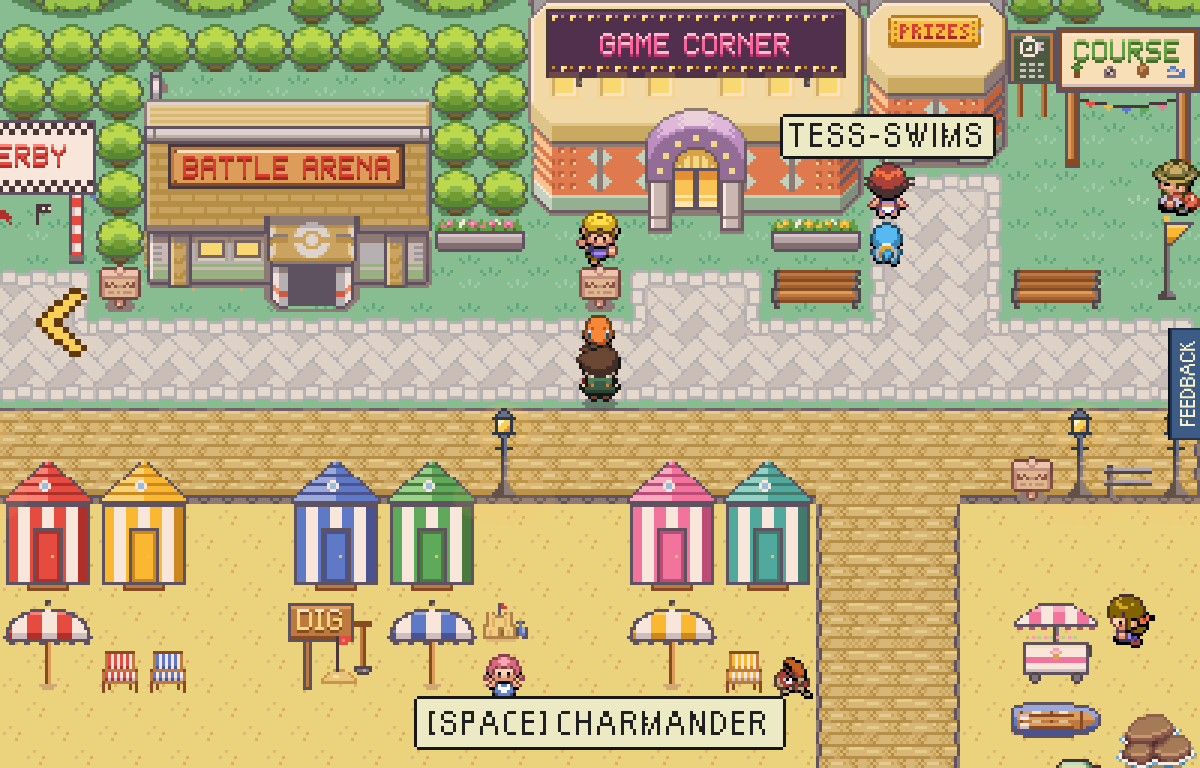 GAME CORNER
PRIZES
COURSE
TESS-SWIMS
ERBY
BATTLE ARENA
FEEDBACK
DIG
[SPACE] CHARMANDER